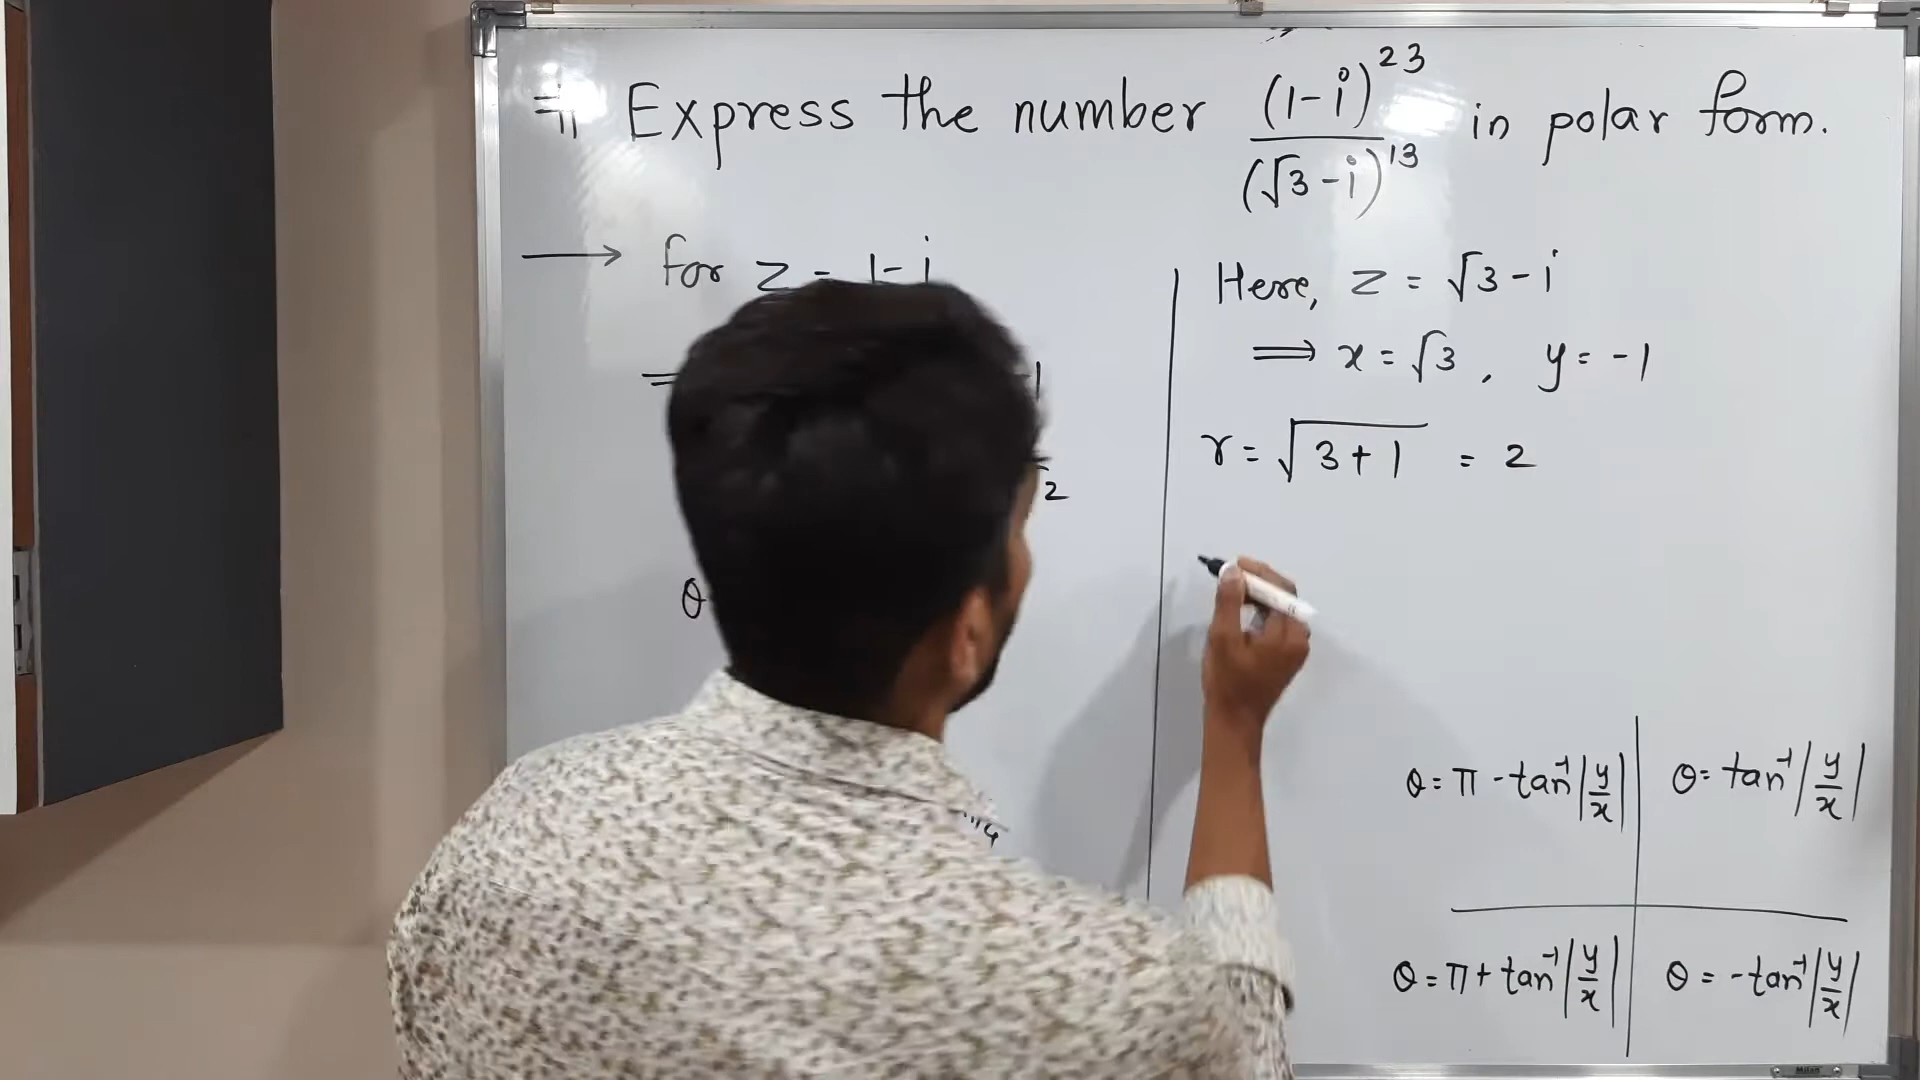 Express the number (1-i)^23 / (√3-i)^13 in polar form.
→ for z = 1-i
θ
Here, z = √3 - i
⟹ x = √3, y = -1
r = √(3+1) = 2
θ = π - tan⁻¹|y/x|
θ = tan⁻¹|y/x|
θ = π + tan⁻¹|y/x|
θ = -tan⁻¹|y/x|